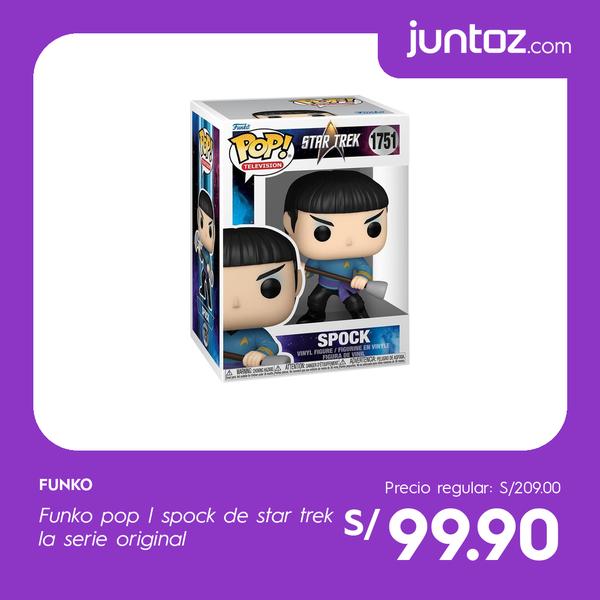 juntoz.com
Funko
POP!
TELEVISION
STAR TREK
1751
SPOCK
VINYL FIGURE / FIGURINE EN VINYLE
FIGURA DE VINIL
FUNKO
Precio regular: S/209.00
Funko pop | spock de star trek
la serie original
S/ 99.90